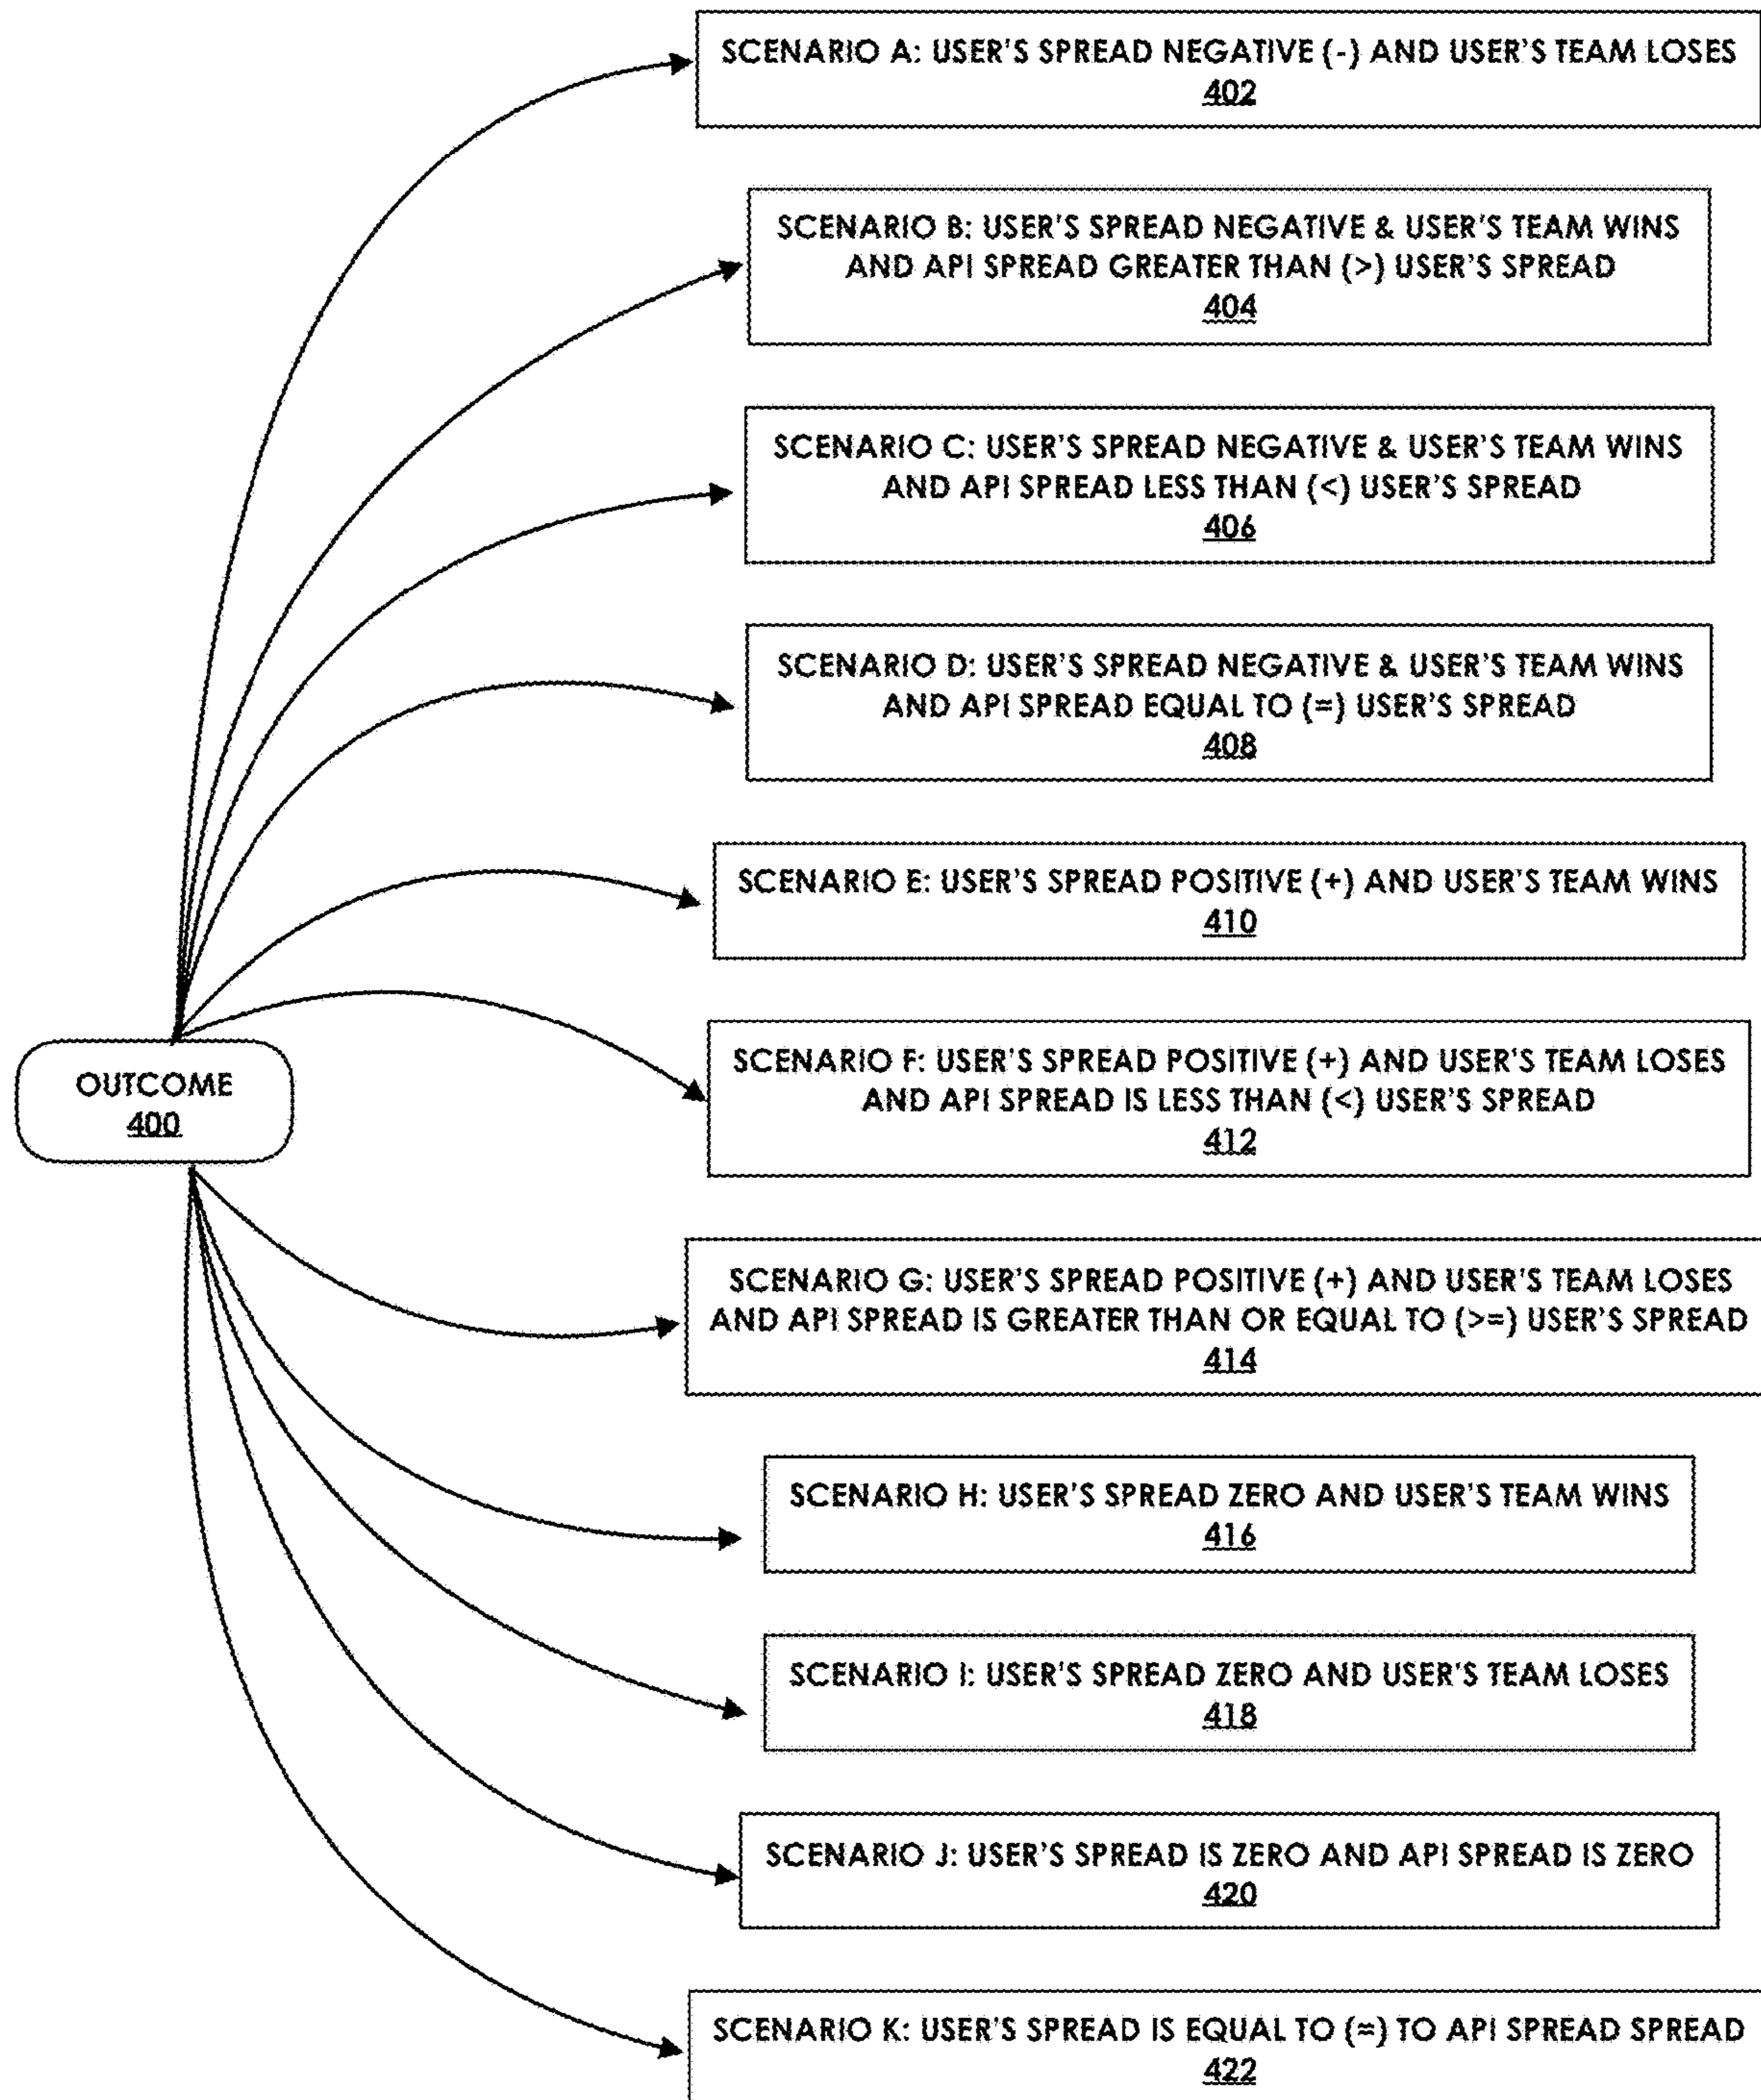 SCENARIO A: USER'S SPREAD NEGATIVE (-) AND USER'S TEAM LOSES
402
SCENARIO B: USER'S SPREAD NEGATIVE & USER'S TEAM WINS
AND API SPREAD GREATER THAN (>) USER'S SPREAD
404
SCENARIO C: USER'S SPREAD NEGATIVE & USER'S TEAM WINS
AND API SPREAD LESS THAN (<) USER'S SPREAD
406
SCENARIO D: USER'S SPREAD NEGATIVE & USER'S TEAM WINS
AND API SPREAD EQUAL TO (=) USER'S SPREAD
408
SCENARIO E: USER'S SPREAD POSITIVE (+) AND USER'S TEAM WINS
410
OUTCOME
400
SCENARIO F: USER'S SPREAD POSITIVE (+) AND USER'S TEAM LOSES
AND API SPREAD IS LESS THAN (<) USER'S SPREAD
412
SCENARIO G: USER'S SPREAD POSITIVE (+) AND USER'S TEAM LOSES
AND API SPREAD IS GREATER THAN OR EQUAL TO (>=) USER'S SPREAD
414
SCENARIO H: USER'S SPREAD ZERO AND USER'S TEAM WINS
416
SCENARIO I: USER'S SPREAD ZERO AND USER'S TEAM LOSES
418
SCENARIO J: USER'S SPREAD IS ZERO AND API SPREAD IS ZERO
420
SCENARIO K: USER'S SPREAD IS EQUAL TO (=) TO API SPREAD SPREAD
422